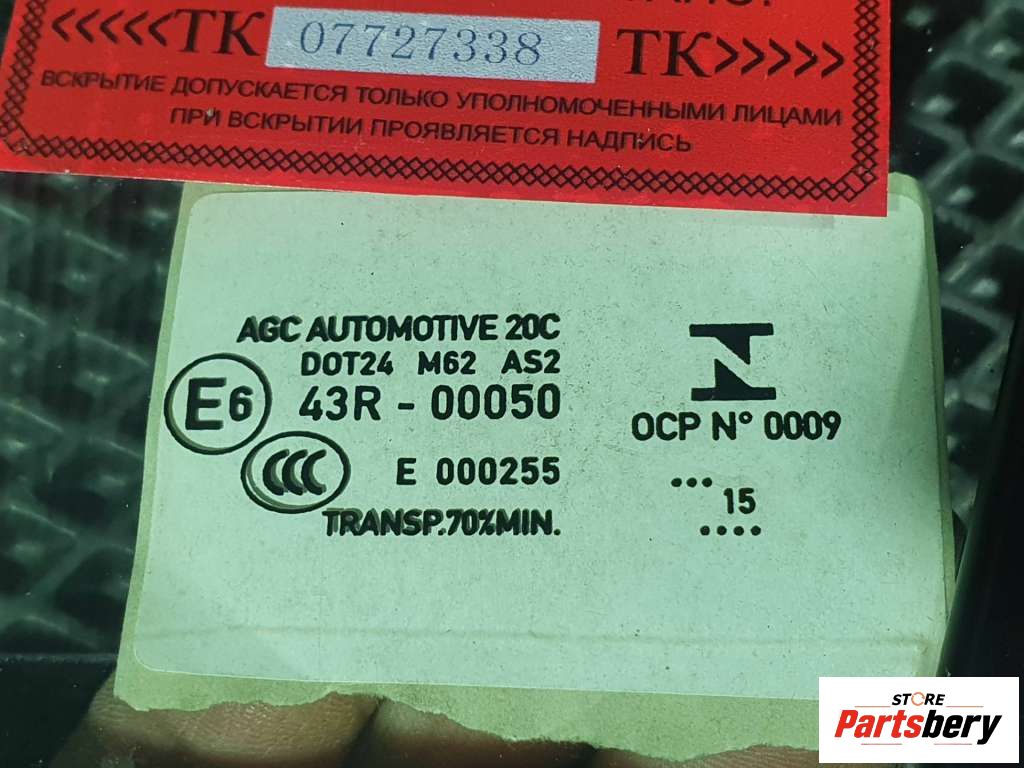 <<<<<ТК 07727338 ТК>>>>>
ВСКРЫТИЕ ДОПУСКАЕТСЯ ТОЛЬКО УПОЛНОМОЧЕННЫМИ ЛИЦАМИ
ПРИ ВСКРЫТИИ ПРОЯВЛЯЕТСЯ НАДПИСЬ
AGC AUTOMOTIVE 20C
DOT24 M62 AS2
E6 43R - 00050
CCC E 000255
TRANSP.70%MIN.
OCP N° 0009
...
15
....
STORE
Partsbery